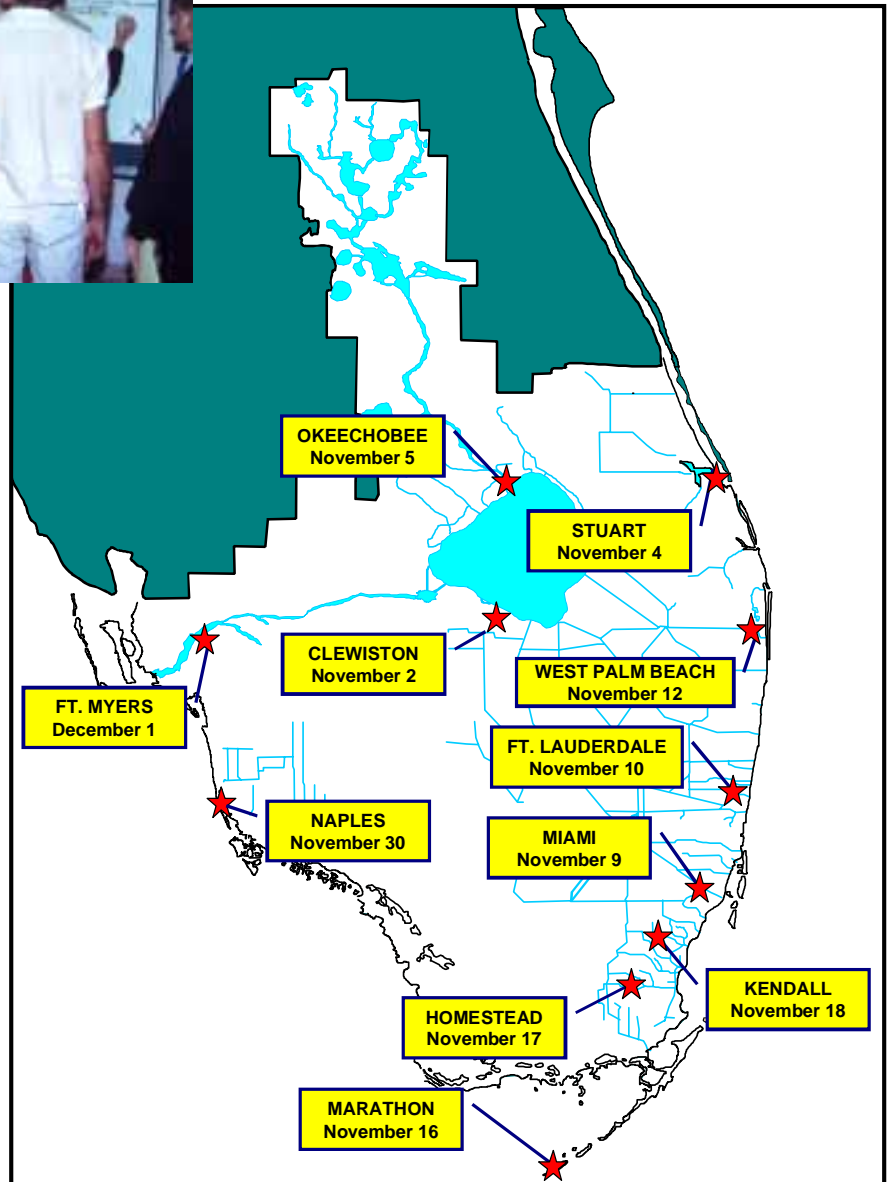 OKEECHOBEE
November 5
STUART
November 4
CLEWISTON
November 2
WEST PALM BEACH
November 12
FT. MYERS
December 1
FT. LAUDERDALE
November 10
NAPLES
November 30
MIAMI
November 9
KENDALL
November 18
HOMESTEAD
November 17
MARATHON
November 16